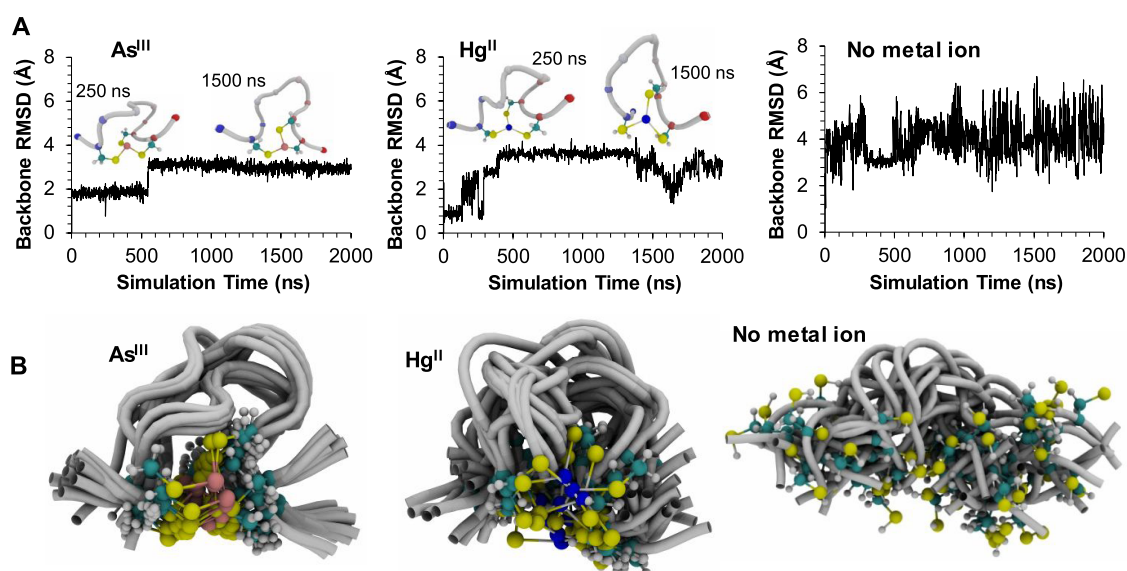 A
As^III
Backbone RMSD (Å)
8
6
4
2
0
250 ns
1500 ns
0 500 1000 1500 2000
Simulation Time (ns)
Hg^II
Backbone RMSD (Å)
8
6
4
2
0
250 ns
1500 ns
0 500 1000 1500 2000
Simulation Time (ns)
No metal ion
Backbone RMSD (Å)
8
6
4
2
0
0 500 1000 1500 2000
Simulation Time (ns)
B
As^III
Hg^II
No metal ion